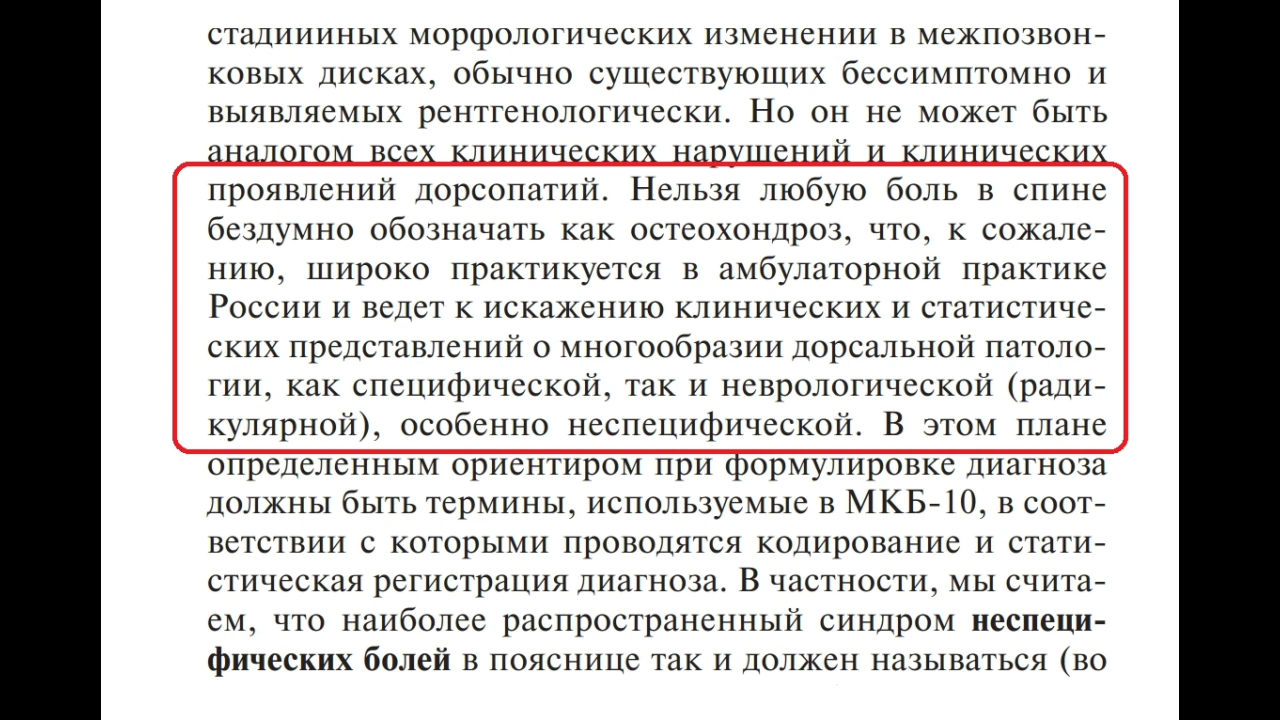 стадийных морфологических изменений в межпозвон-
ковых дисках, обычно существующих бессимптомно и
выявляемых рентгенологически. Но он не может быть
аналогом всех клинических нарушений и клинических
проявлений дорсопатий. Нельзя любую боль в спине
бездумно обозначать как остеохондроз, что, к сожале-
нию, широко практикуется в амбулаторной практике
России и ведет к искажению клинических и статистиче-
ских представлений о многообразии дорсальной патоло-
гии, как специфической, так и неврологической (ради-
кулярной), особенно неспецифической. В этом плане
определенным ориентиром при формулировке диагноза
должны быть термины, используемые в МКБ-10, в соот-
ветствии с которыми проводятся кодирование и стати-
стическая регистрация диагноза. В частности, мы счита-
ем, что наиболее распространенный синдром неспеци-
фических болей в пояснице так и должен называться (во